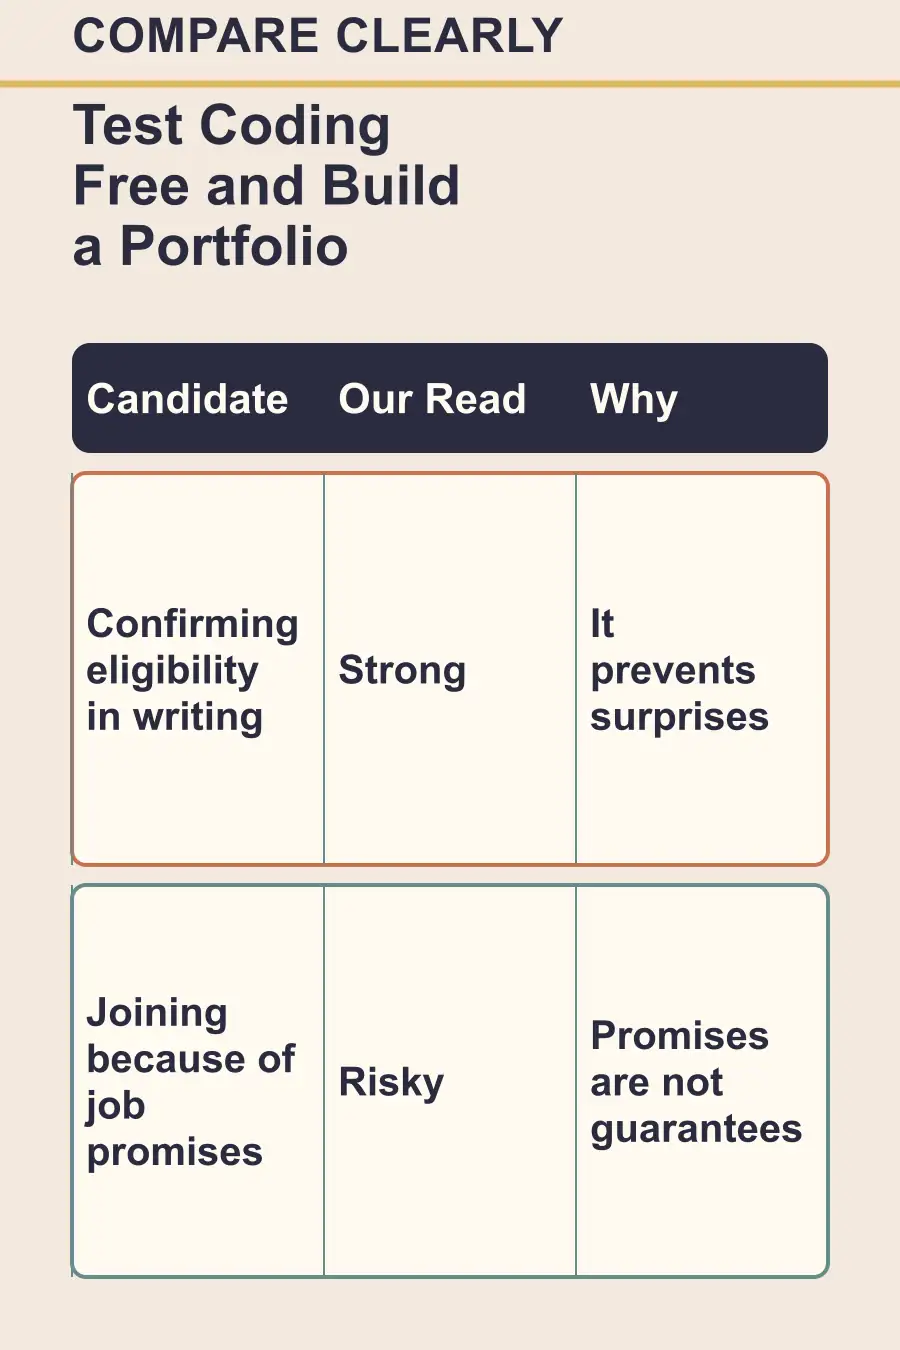 COMPARE CLEARLY
Test Coding
Free and Build
a Portfolio
Candidate Our Read Why
Confirming
eligibility
in writing
Strong
It
prevents
surprises
Joining
because of
job
promises
Risky
Promises
are not
guarantees